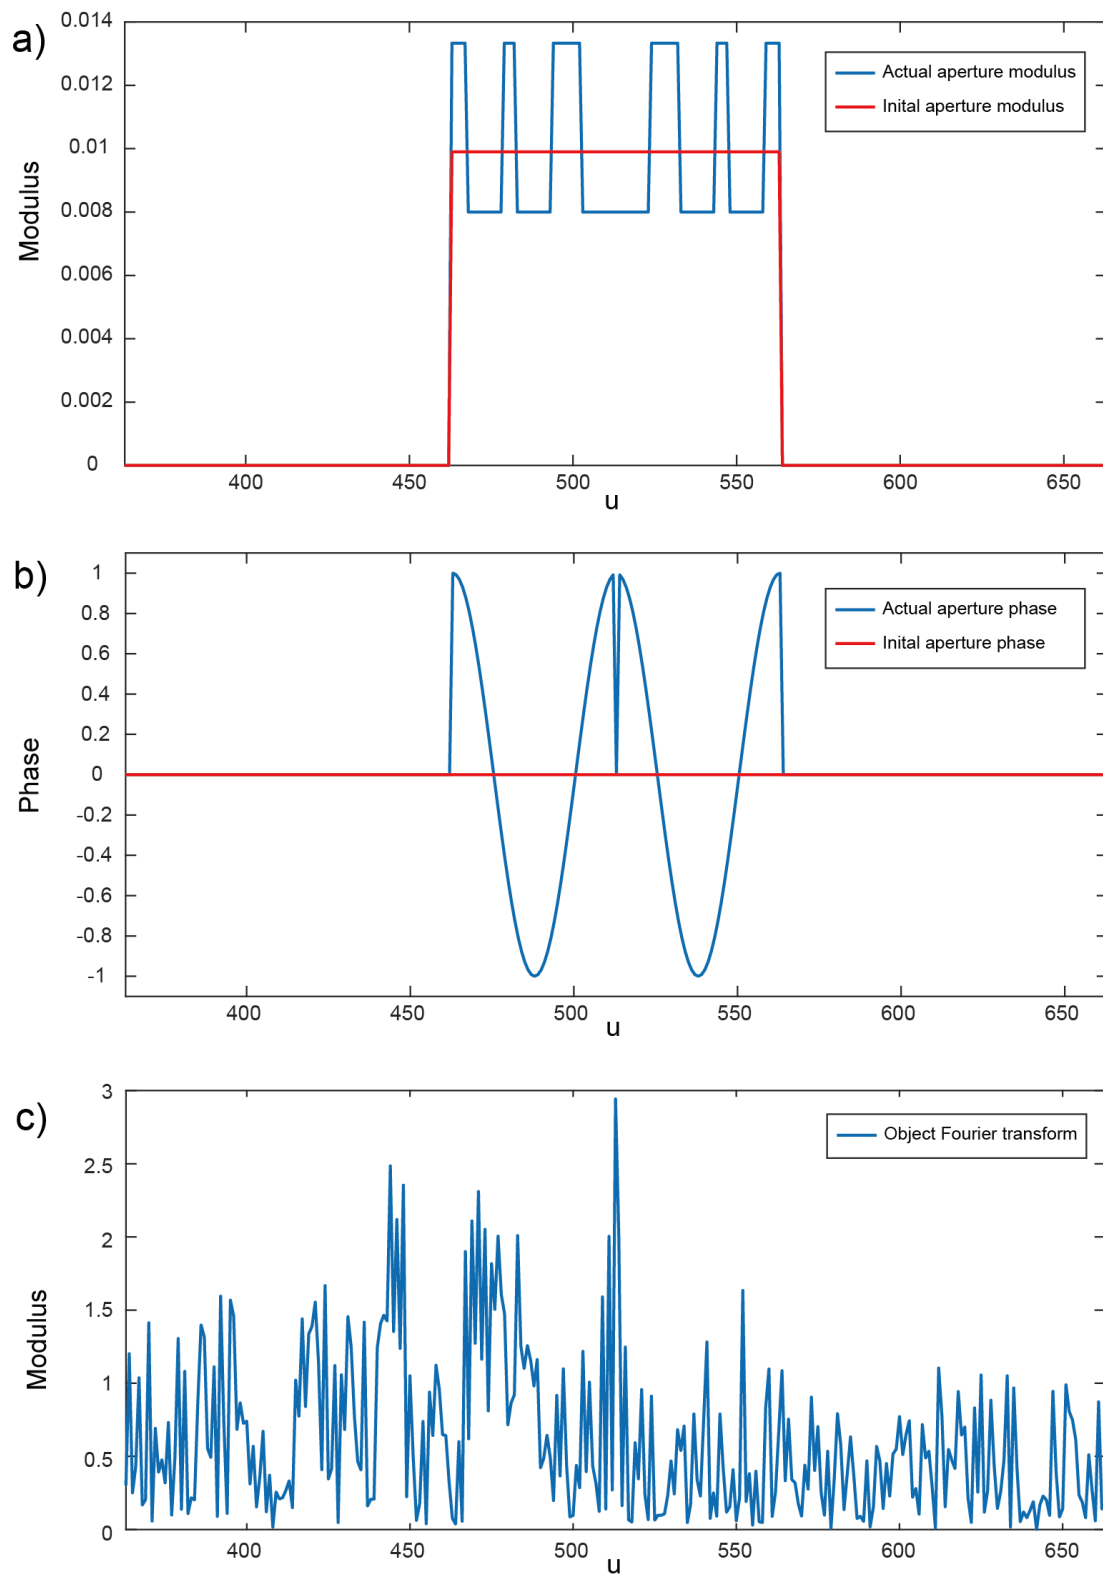 a)
0.014
0.012
0.01
0.008
0.006
0.004
0.002
0
Modulus
Actual aperture modulus
Inital aperture modulus
400 450 500 550 600 650
u
b)
1
0.8
0.6
0.4
0.2
0
-0.2
-0.4
-0.6
-0.8
-1
Phase
Actual aperture phase
Inital aperture phase
400 450 500 550 600 650
u
c)
3
2.5
2
1.5
1
0.5
0
Modulus
Object Fourier transform
400 450 500 550 600 650
u